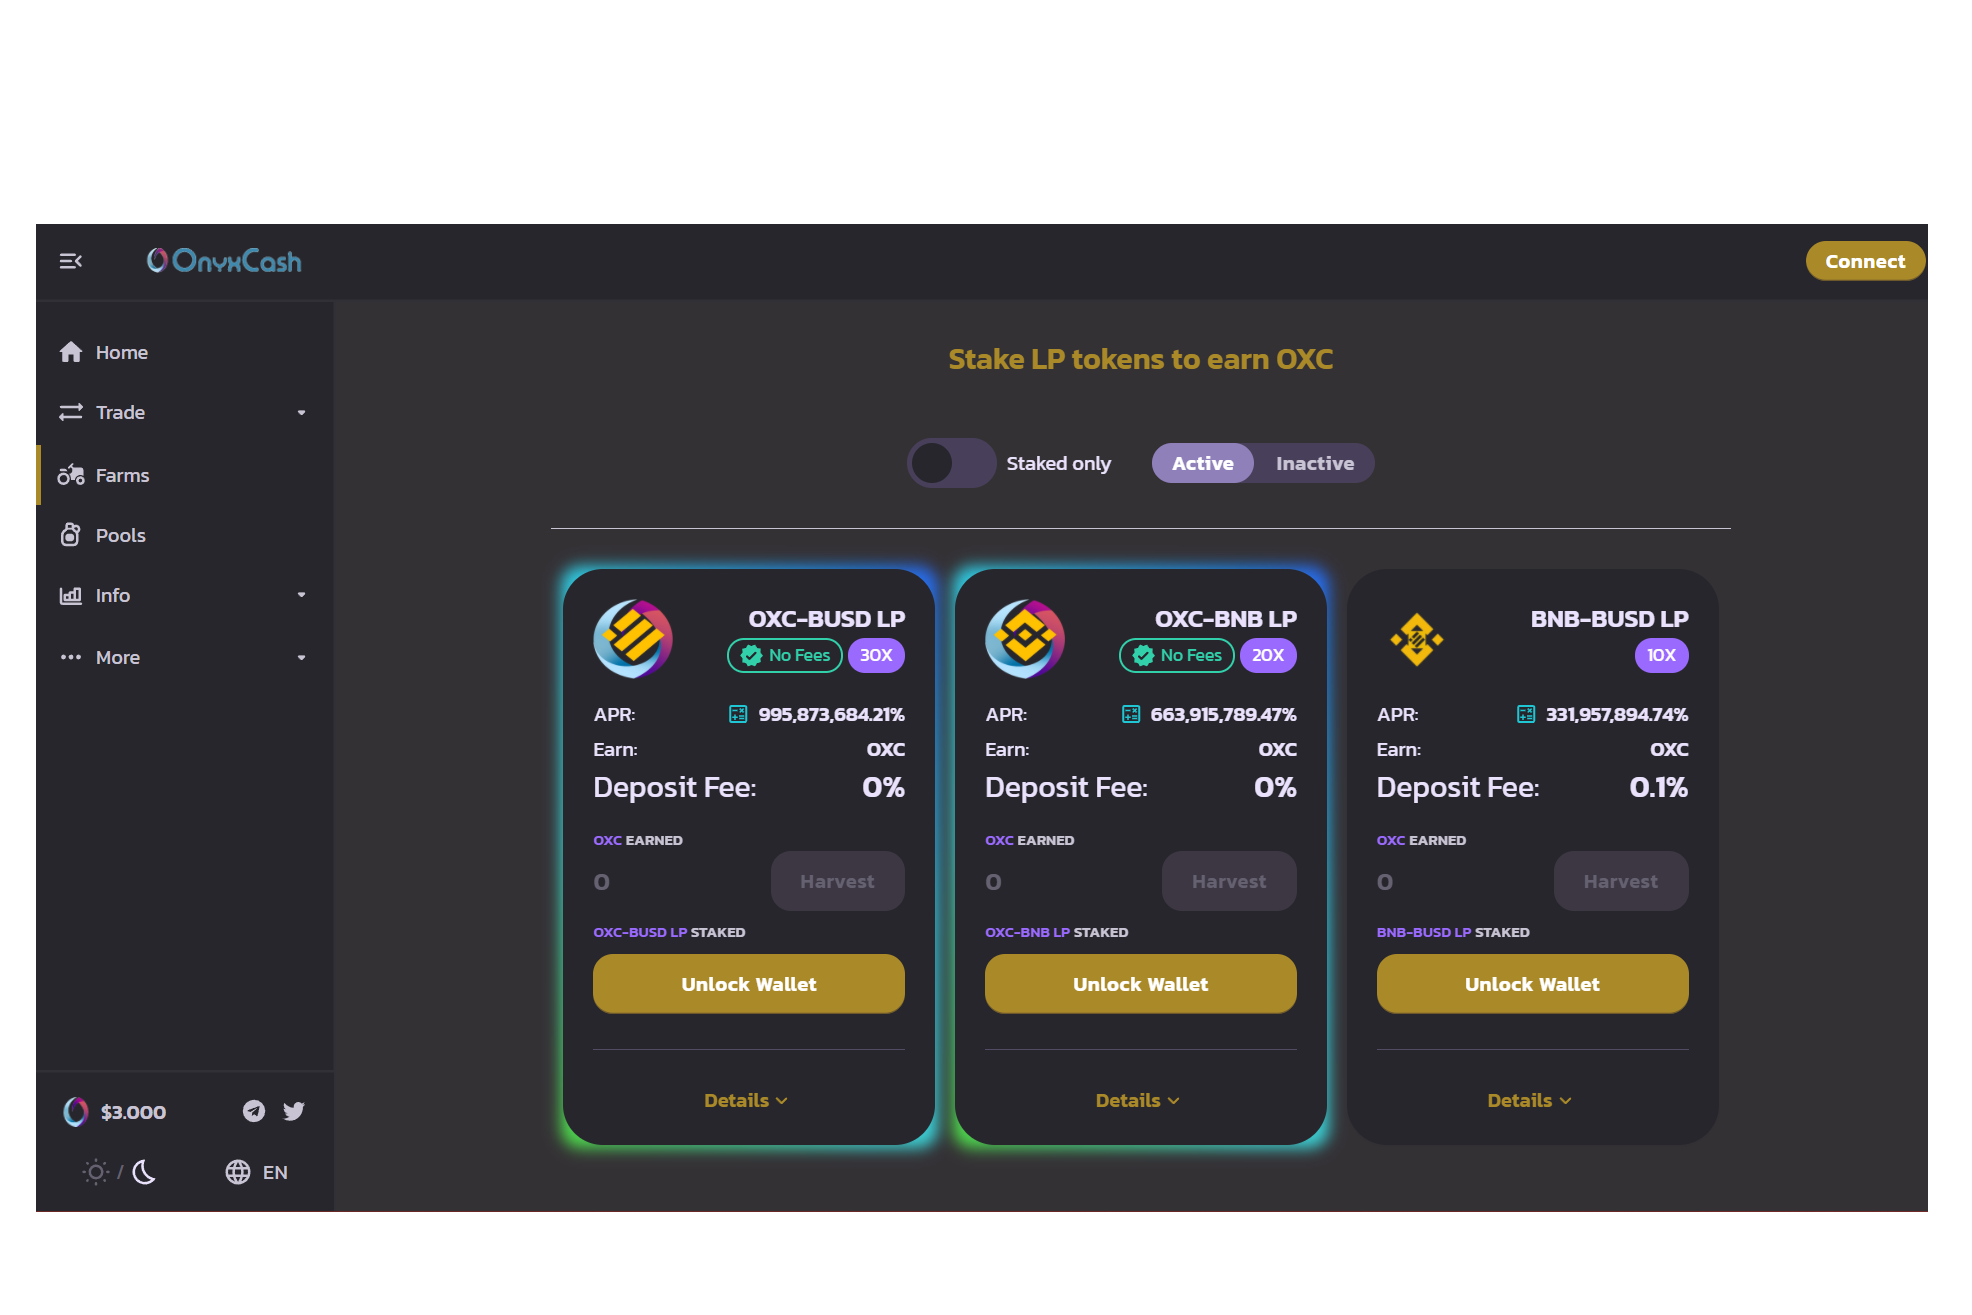 OnyxCash
Connect
Home
Trade
Farms
Pools
Info
More
$3.000
/
EN
Stake LP tokens to earn OXC
Staked only
Active
Inactive
OXC-BUSD LP
No Fees
30X
APR:
995,873,684.21%
Earn:
OXC
Deposit Fee:
0%
OXC EARNED
0
Harvest
OXC-BUSD LP STAKED
Unlock Wallet
Details
OXC-BNB LP
No Fees
20X
APR:
663,915,789.47%
Earn:
OXC
Deposit Fee:
0%
OXC EARNED
0
Harvest
OXC-BNB LP STAKED
Unlock Wallet
Details
BNB-BUSD LP
10X
APR:
331,957,894.74%
Earn:
OXC
Deposit Fee:
0.1%
OXC EARNED
0
Harvest
BNB-BUSD LP STAKED
Unlock Wallet
Details